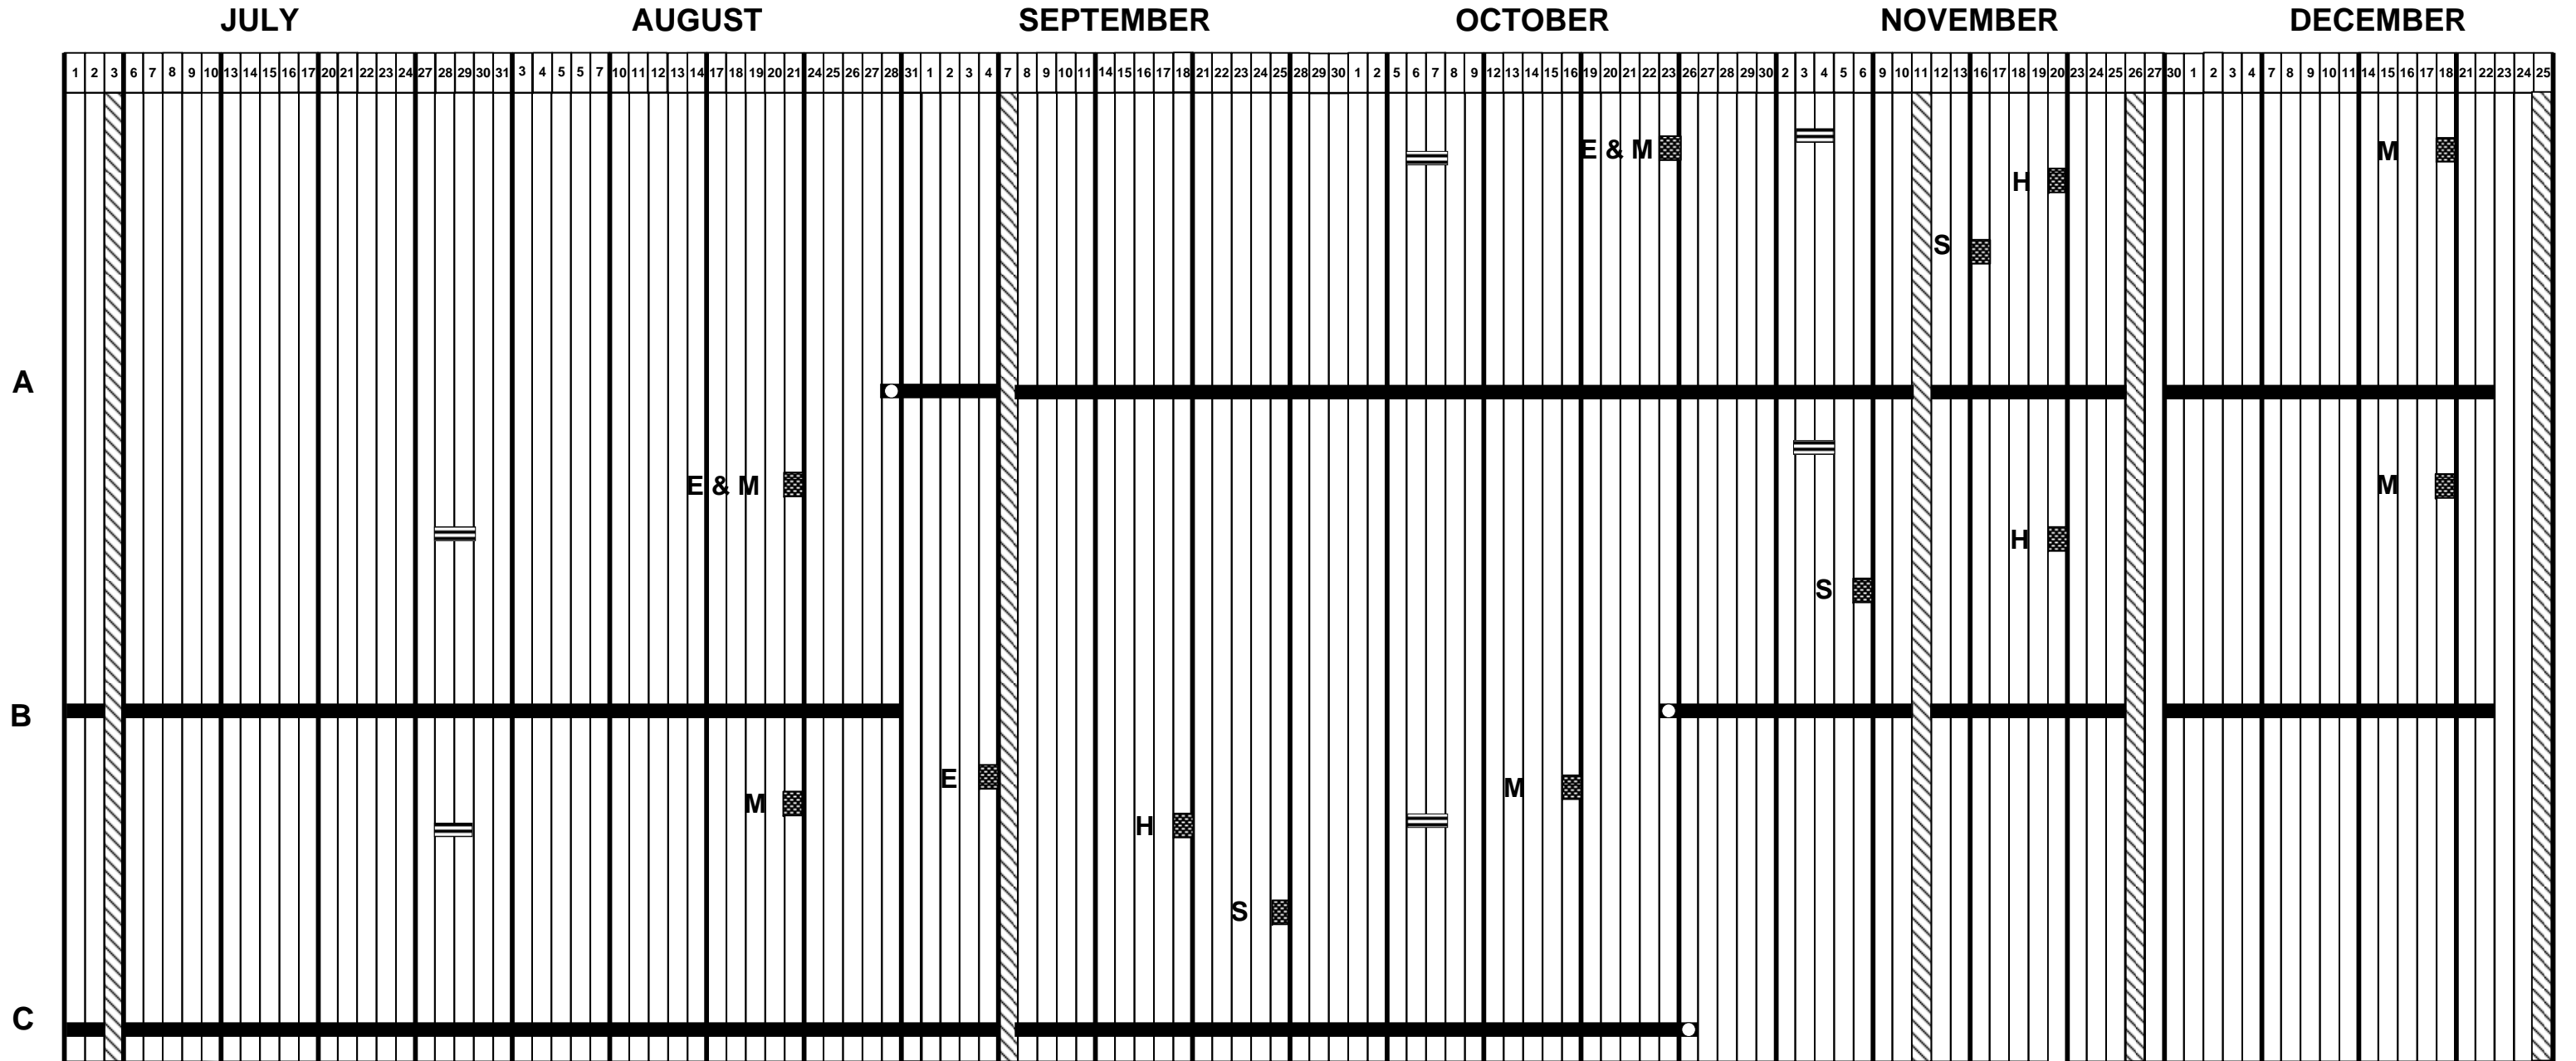 JULY AUGUST SEPTEMBER OCTOBER NOVEMBER DECEMBER
1 2 3 6 7 8 9 10 13 14 15 16 17 20 21 22 23 24 27 28 29 30 31 3 4 5 5 7 10 11 12 13 14 17 18 19 20 21 24 25 26 27 28 31 1 2 3 4 7 8 9 10 11 14 15 16 17 18 21 22 23 24 25 28 29 30 1 2 5 6 7 8 9 12 13 14 15 16 19 20 21 22 23 26 27 28 29 30 2 3 4 5 6 9 10 11 12 13 16 17 18 19 20 23 24 25 26 27 30 1 2 3 4 7 8 9 10 11 14 15 16 17 18 21 22 23 24 25
E & M M
H
S
A
E & M M
H
S
B
E
M M
H
S
C